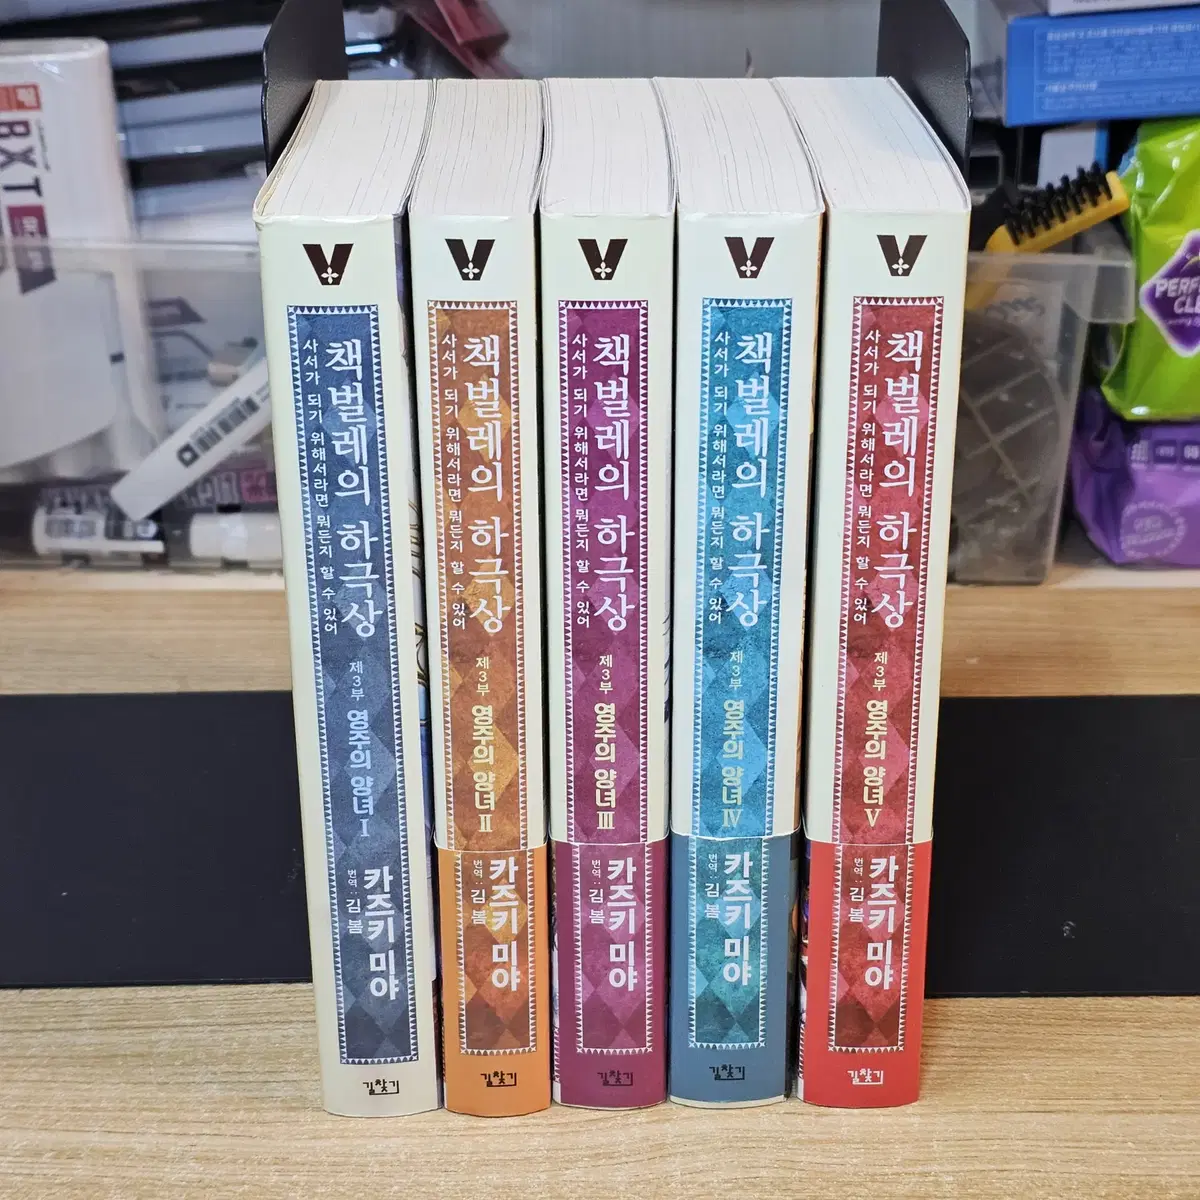 책벌레의 하극상
사서가 되기 위해서라면 뭐든지 할 수 있어
제3부 영주의 양녀 I
카즈키 미야
번역: 김 봄
길찾기
책벌레의 하극상
사서가 되기 위해서라면 뭐든지 할 수 있어
제3부 영주의 양녀 II
카즈키 미야
번역: 김 봄
길찾기
책벌레의 하극상
사서가 되기 위해서라면 뭐든지 할 수 있어
제3부 영주의 양녀 III
카즈키 미야
번역: 김 봄
길찾기
책벌레의 하극상
사서가 되기 위해서라면 뭐든지 할 수 있어
제3부 영주의 양녀 IV
카즈키 미야
번역: 김 봄
길찾기
책벌레의 하극상
사서가 되기 위해서라면 뭐든지 할 수 있어
제3부 영주의 양녀 V
카즈키 미야
번역: 김 봄
길찾기
BXT
PERF
CL